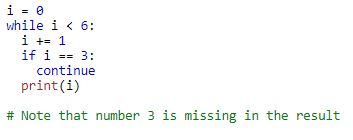 i = 0
while i < 6:
  i += 1
  if i == 3:
    continue
  print(i)

# Note that number 3 is missing in the result